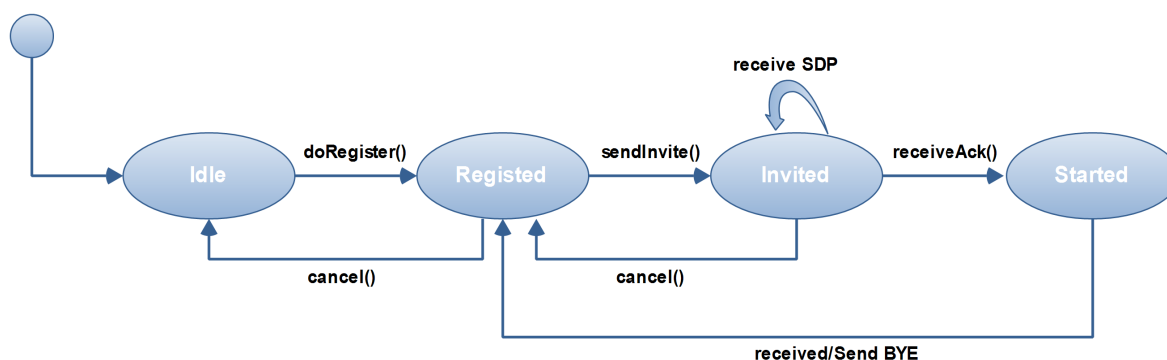 receive SDP
Idle
doRegister()
Registed
sendInvite()
Invited
receiveAck()
Started
cancel()
cancel()
received/Send BYE